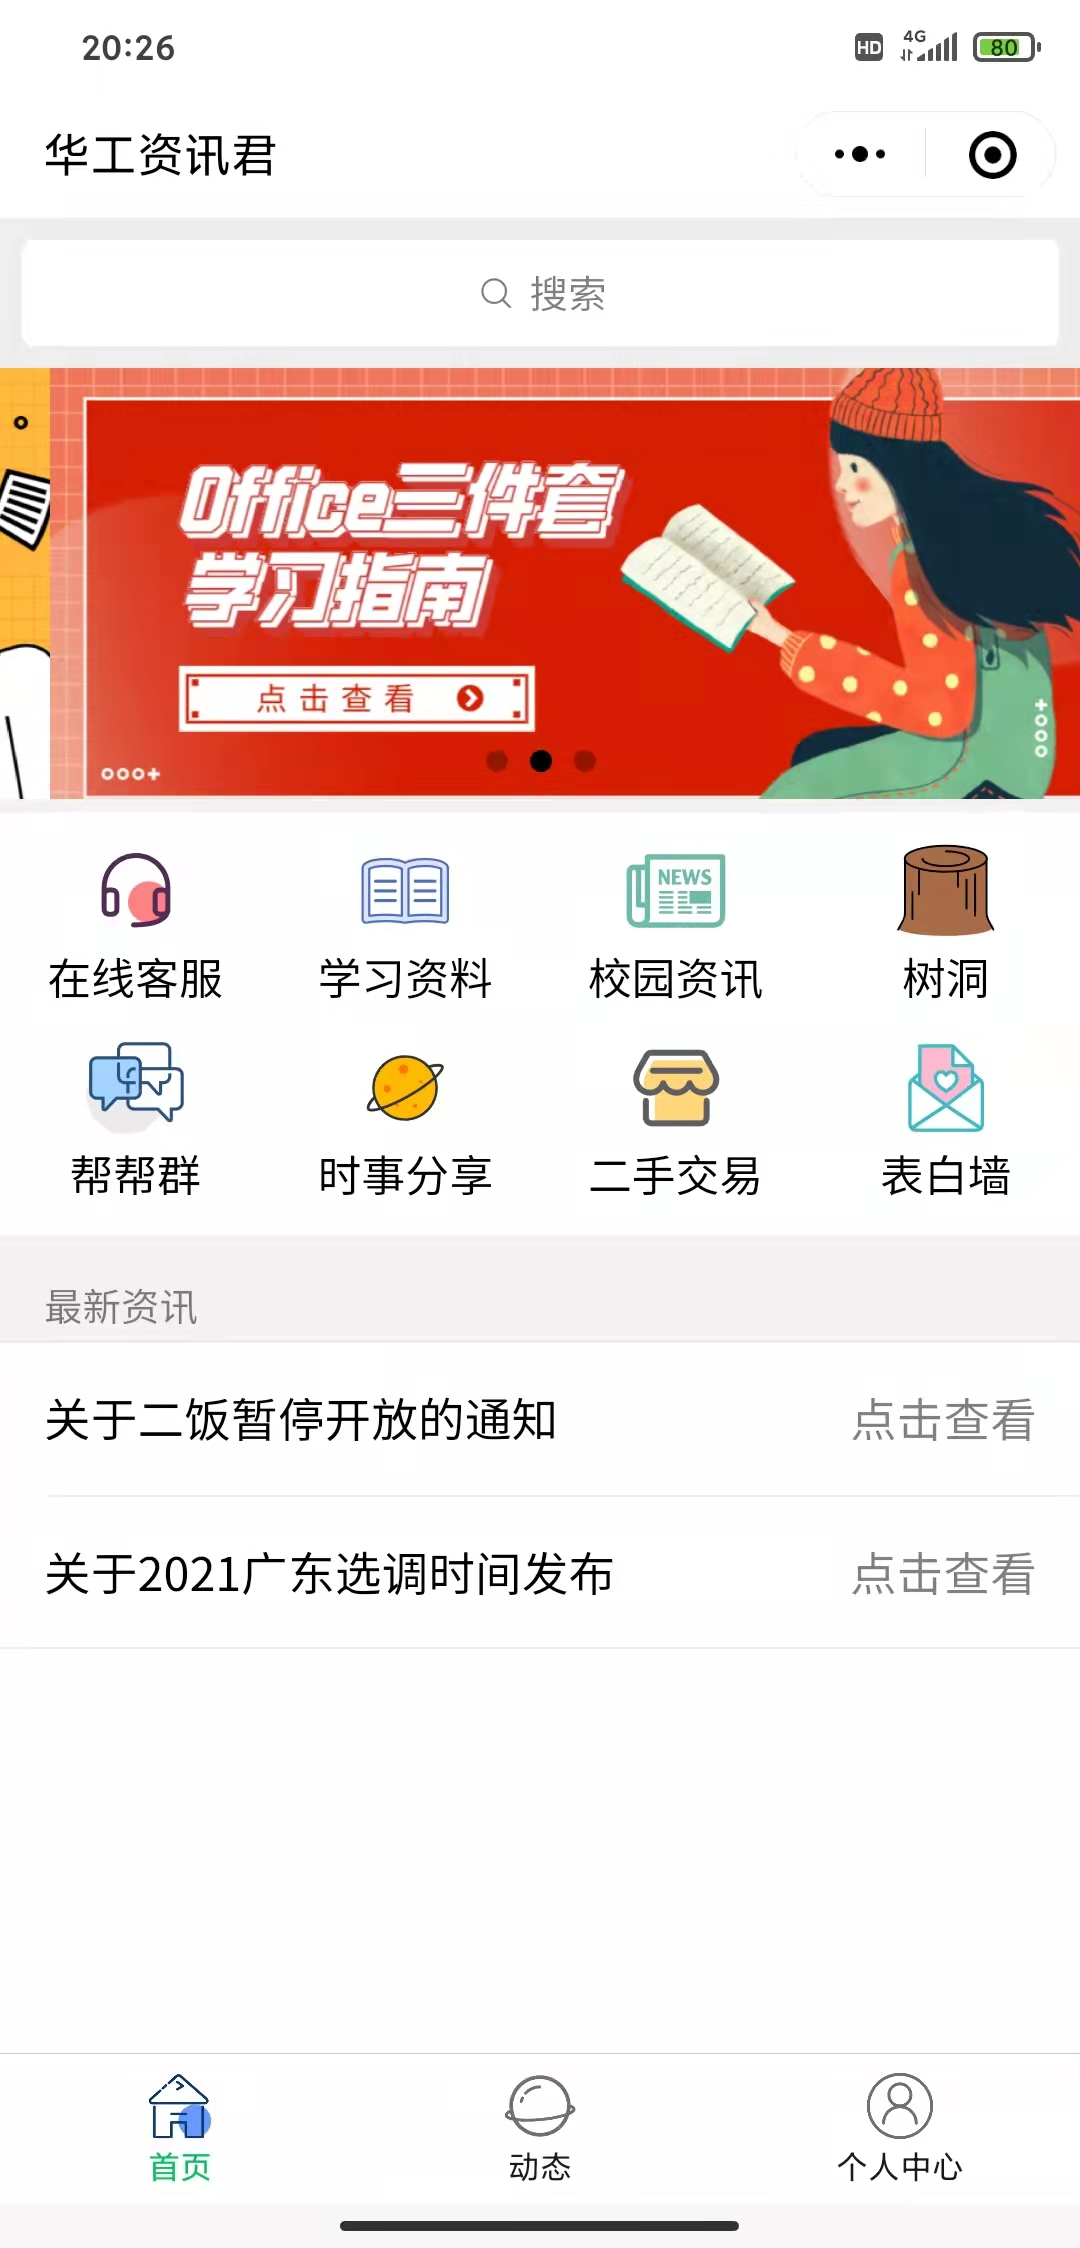 20:26
HD 4G 80
华工资讯君
搜索
Office三件套
学习指南
点击查看
NEWS
在线客服 学习资料 校园资讯 树洞
帮帮群 时事分享 二手交易 表白墙
最新资讯
关于二饭暂停开放的通知 点击查看
关于2021广东选调时间发布 点击查看
首页 动态 个人中心